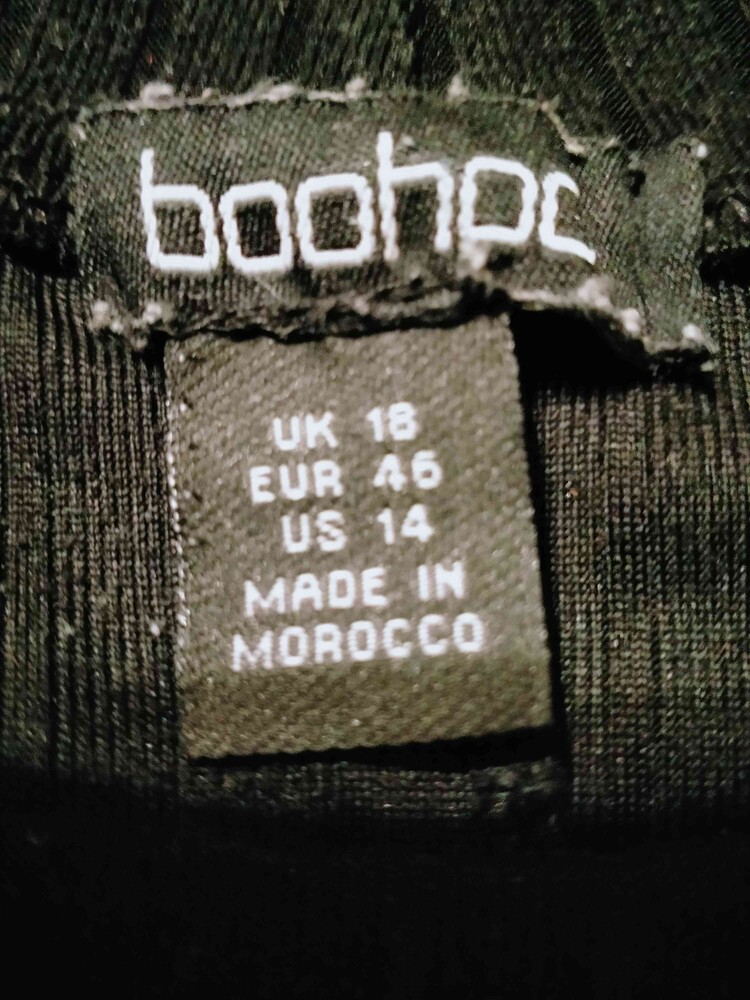 boohoo
UK 18
EUR 46
US 14
MADE IN
MOROCCO